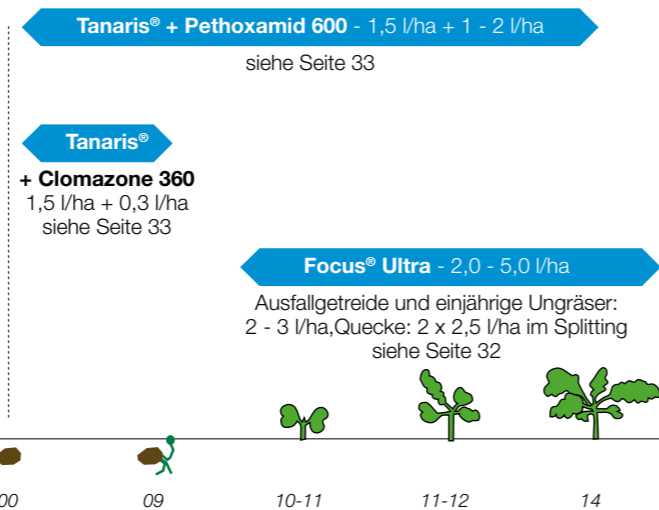 Tanaris® + Pethoxamid 600 - 1,5 l/ha + 1 - 2 l/ha
siehe Seite 33
Tanaris®
+ Clomazone 360
1,5 l/ha + 0,3 l/ha
siehe Seite 33
Focus® Ultra - 2,0 - 5,0 l/ha
Ausfallgetreide und einjährige Ungräser:
2 - 3 l/ha,Quecke: 2 x 2,5 l/ha im Splitting
siehe Seite 32
00 09 10-11 11-12 14